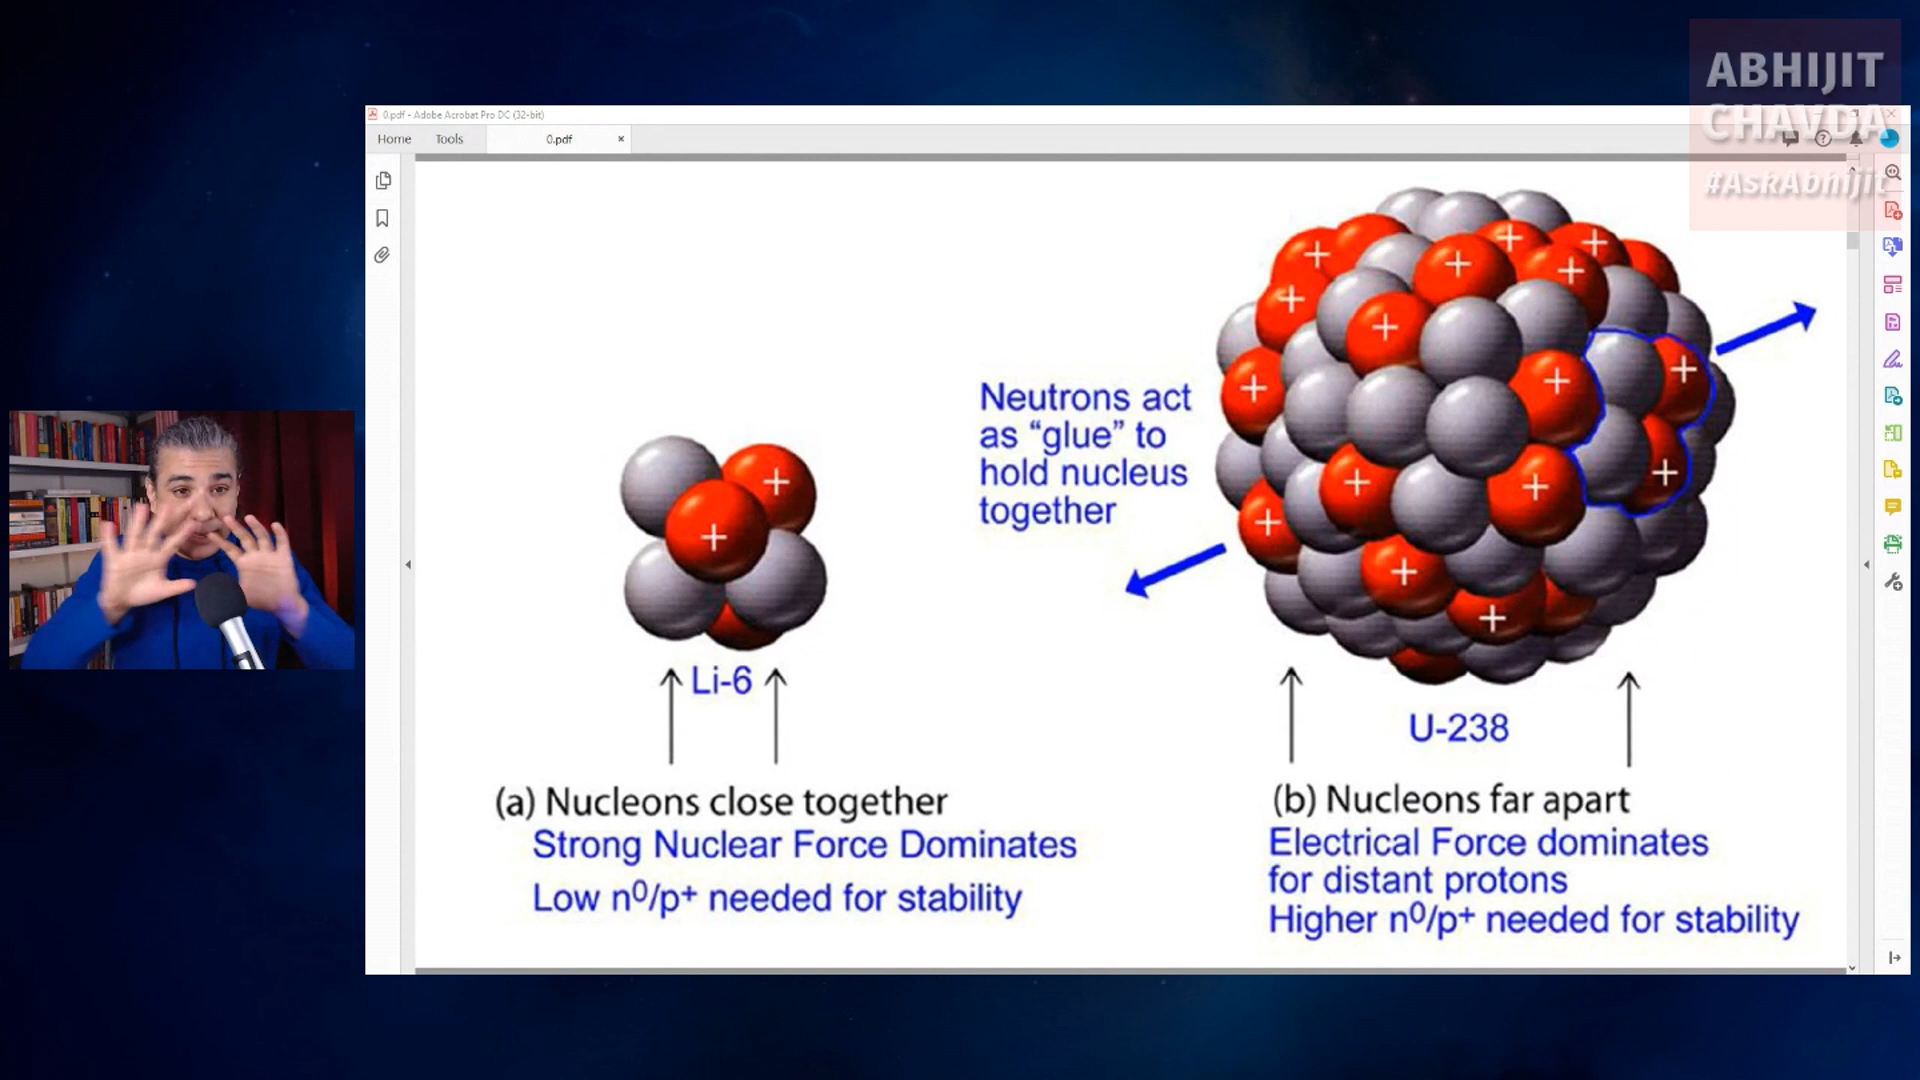 ABHIJIT
CHAVDA
#AskAbhijit
0.pdf - Adobe Acrobat Pro DC (32-bit)
Home Tools 0.pdf ×
Neutrons act
as “glue” to
hold nucleus
together
+ +
+ + + + + + + + + + + + + + + + + +
Li-6
U-238
(a) Nucleons close together
Strong Nuclear Force Dominates
Low n⁰/p⁺ needed for stability
(b) Nucleons far apart
Electrical Force dominates
for distant protons
Higher n⁰/p⁺ needed for stability